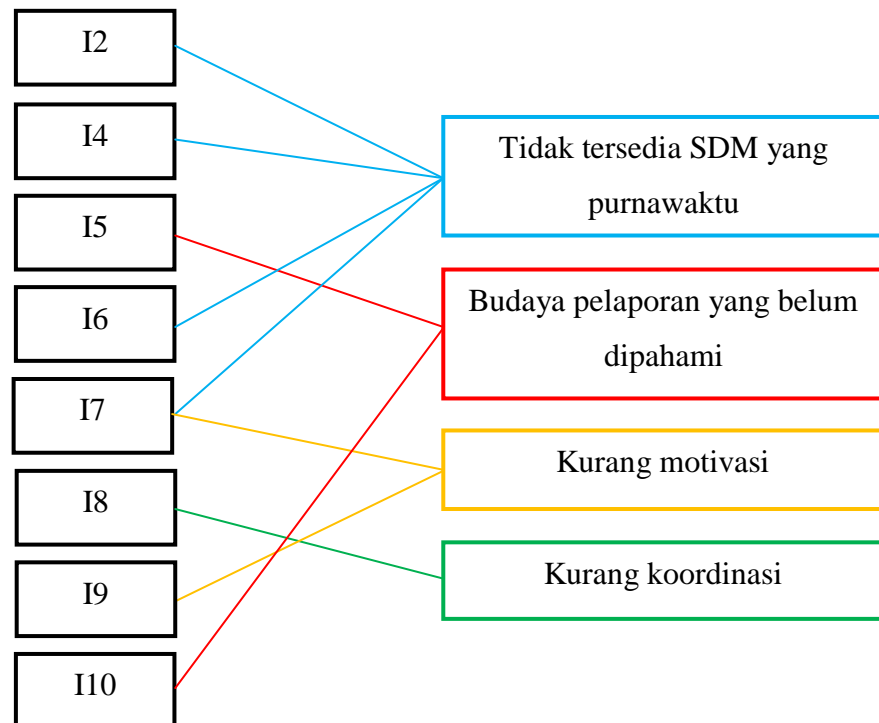 I2
I4
I5
I6
I7
I8
I9
I10
Tidak tersedia SDM yang
purnawaktu
Budaya pelaporan yang belum
dipahami
Kurang motivasi
Kurang koordinasi